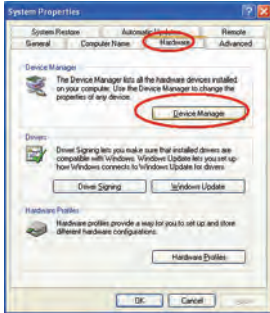 System Properties
System Restore Automatic Updates Remote
General Computer Name Hardware Advanced
Device Manager
The Device Manager lists all the hardware devices installed
on your computer. Use the Device Manager to change the
properties of any device.
Device Manager
Drivers
Driver Signing lets you make sure that installed drivers are
compatible with Windows. Windows Update lets you set up
how Windows connects to Windows Update for drivers.
Driver Signing Windows Update
Hardware Profiles
Hardware profiles provide a way for you to set up and store
different hardware configurations.
Hardware Profiles
OK Cancel